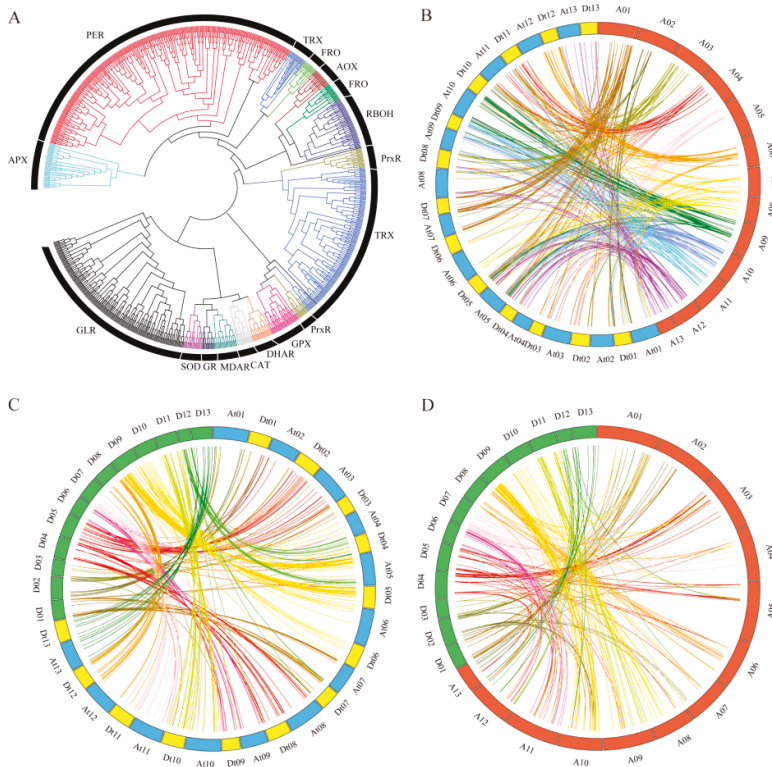 A
PER
TRX
FRO
AOX
FRO
RBOH
PrxR
TRX
PrxR
GPX
DHAR
CAT
MDAR
GR
SOD
GLR
APX
B
A01
A02
A03
A04
A05
A09
A10
A11
A12
A13
At01
Dt01
At02
Dt02
At03
Dt03
At04
Dt04
At05
Dt05
At06
Dt06
At07
Dt07
At08
Dt08
At09
Dt09
At10
Dt10
At11
Dt11
At12
Dt12
At13
Dt13
C
At01
Dt01
At02
Dt02
At03
Dt03
At04
Dt04
At05
Dt05
At06
Dt06
At07
Dt07
At08
Dt08
At09
Dt09
At10
Dt10
At11
Dt11
At12
Dt12
At13
Dt13
D01
D02
D03
D04
D05
D06
D07
D08
D09
D10
D11
D12
D13
D
A01
A02
A03
A06
A07
A08
A09
A10
A11
A12
A13
D01
D02
D03
D04
D05
D06
D07
D08
D09
D10
D11
D12
D13